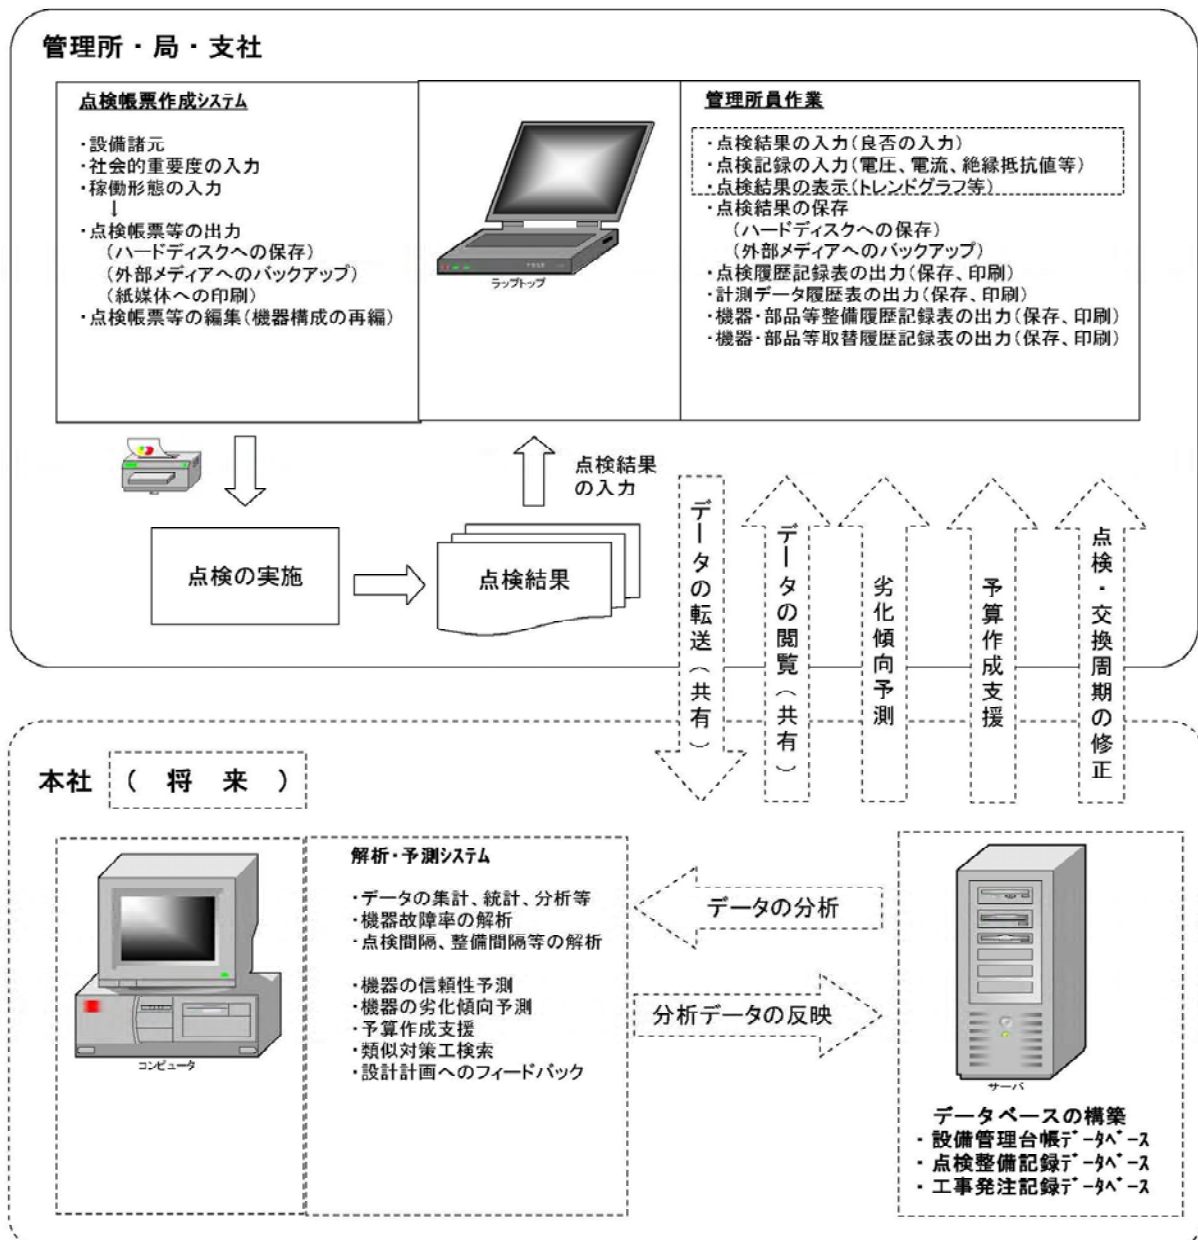 管理所・局・支社
点検帳票作成システム
・設備諸元
・社会的重要度の入力
・稼働形態の入力
↓
・点検帳票等の出力
(ハードディスクへの保存)
(外部メディアへのバックアップ)
(紙媒体への印刷)
・点検帳票等の編集(機器構成の再編)
ラップトップ
管理所員作業
・点検結果の入力(良否の入力)
・点検記録の入力(電圧、電流、絶縁抵抗値等)
・点検結果の表示(トレンドグラフ等)
・点検結果の保存
(ハードディスクへの保存)
(外部メディアへのバックアップ)
・点検履歴記録表の出力(保存、印刷)
・計測データ履歴表の出力(保存、印刷)
・機器・部品等整備履歴記録表の出力(保存、印刷)
・機器・部品等取替履歴記録表の出力(保存、印刷)
点検結果
の入力
点検の実施
点検結果
データの転送(共有)
データの閲覧(共有)
劣化傾向予測
予算作成支援
点検・交換周期の修正
本社 (将来)
コンピュータ
解析・予測システム
・データの集計、統計、分析等
・機器故障率の解析
・点検間隔、整備間隔等の解析
・機器の信頼性予測
・機器の劣化傾向予測
・予算作成支援
・類似対策工検索
・設計計画へのフィードバック
データの分析
分析データの反映
サーバ
データベースの構築
・設備管理台帳データベース
・点検整備記録データベース
・工事発注記録データベース